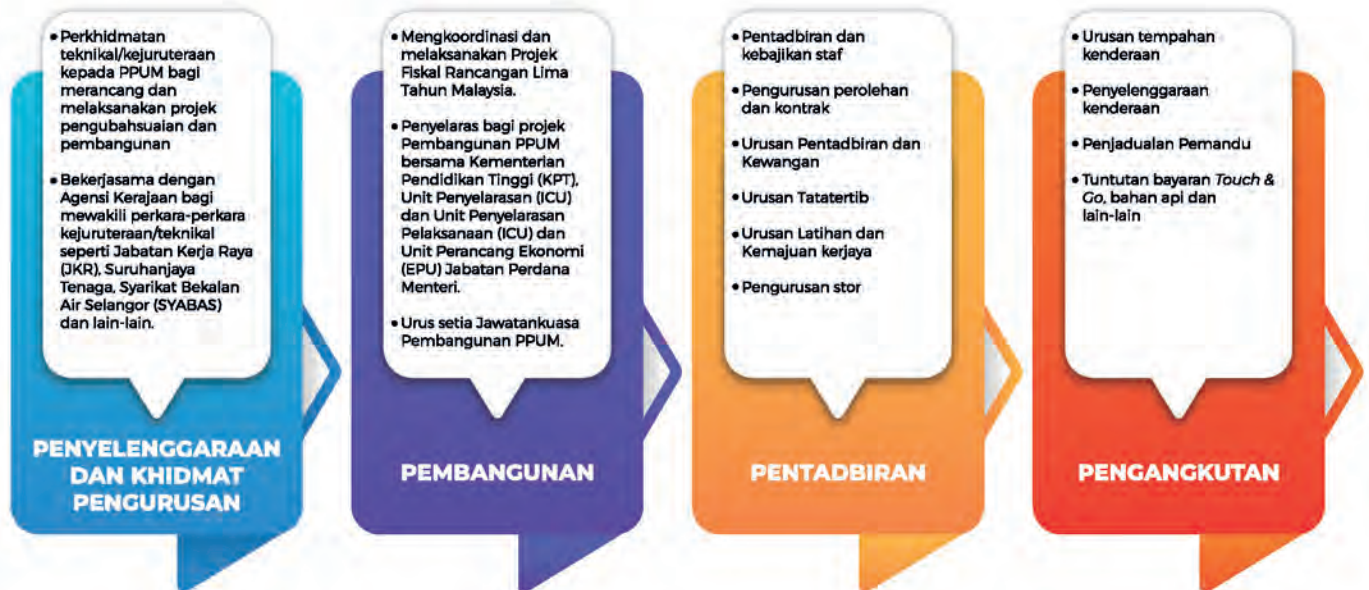 • Perkhidmatan
teknikal/kejuruteraan
kepada PPUM bagi
merancang dan
melaksanakan projek
pengubahsuaian dan
pembangunan
• Bekerjasama dengan
Agensi Kerajaan bagi
mewakili perkara-perkara
kejuruteraan/teknikal
seperti Jabatan Kerja Raya
(JKR), Suruhanjaya
Tenaga, Syarikat Bekalan
Air Selangor (SYABAS)
dan lain-lain.
PENYELENGGARAAN
DAN KHIDMAT
PENGURUSAN
• Mengkoordinasi dan
melaksanakan Projek
Fiskal Rancangan Lima
Tahun Malaysia.
• Penyelaras bagi projek
Pembangunan PPUM
bersama Kementerian
Pendidikan Tinggi (KPT),
Unit Penyelarasan (ICU)
dan Unit Penyelarasan
Pelaksanaan (ICU) dan
Unit Perancang Ekonomi
(EPU) Jabatan Perdana
Menteri.
• Urus setia Jawatankuasa
Pembangunan PPUM.
PEMBANGUNAN
• Pentadbiran dan
kebajikan staf
• Pengurusan perolehan
dan kontrak
• Urusan Pentadbiran dan
Kewangan
• Urusan Tatatertib
• Urusan Latihan dan
Kemajuan kerjaya
• Pengurusan stor
PENTADBIRAN
• Urusan tempahan
kenderaan
• Penyelenggaraan
kenderaan
• Penjadualan Pemandu
• Tuntutan bayaran Touch &
Go, bahan api dan
lain-lain
PENGANGKUTAN